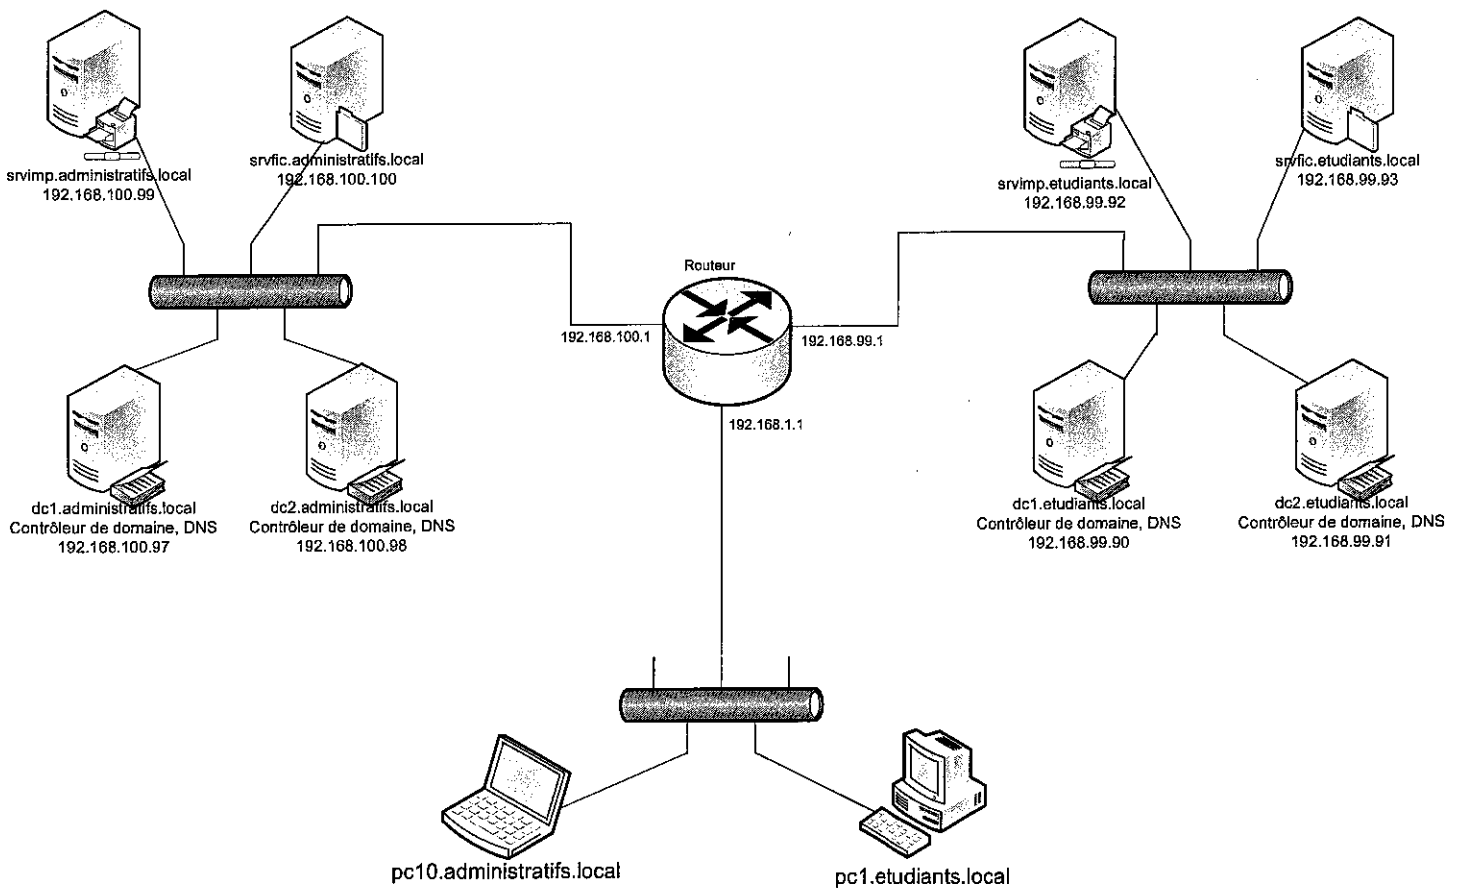 srvimp.administratifs.local
192.168.100.99
srvfic.administratifs.local
192.168.100.100
srvimp.etudiants.local
192.168.99.92
srvfic.etudiants.local
192.168.99.93
Routeur
192.168.100.1
192.168.99.1
192.168.1.1
dc1.administratifs.local
Contrôleur de domaine, DNS
192.168.100.97
dc2.administratifs.local
Contrôleur de domaine, DNS
192.168.100.98
dc1.etudiants.local
Contrôleur de domaine, DNS
192.168.99.90
dc2.etudiants.local
Contrôleur de domaine, DNS
192.168.99.91
pc10.administratifs.local
pc1.etudiants.local